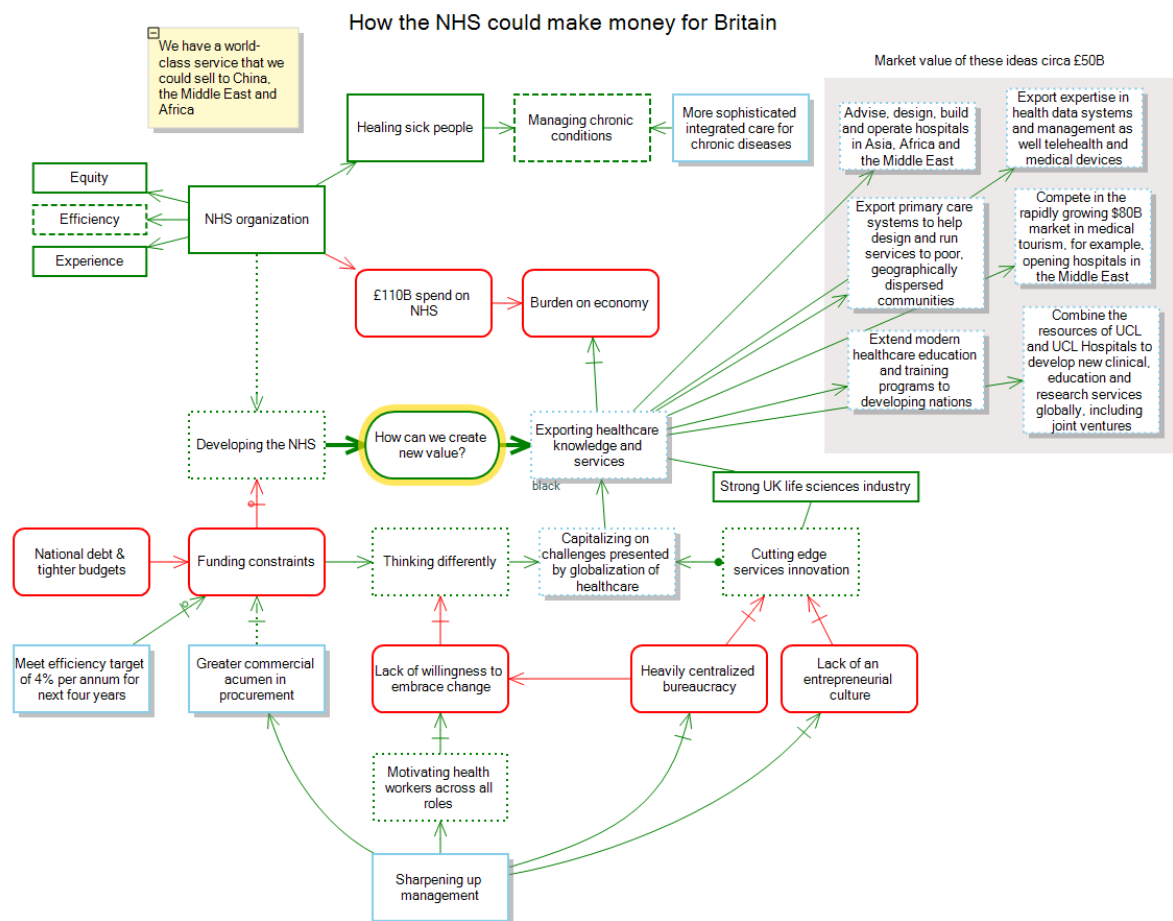 How the NHS could make money for Britain
We have a world-
class service that we
could sell to China,
the Middle East and
Africa
Market value of these ideas circa £50B
Healing sick people
Managing chronic
conditions
More sophisticated
integrated care for
chronic diseases
Advise, design, build
and operate hospitals
in Asia, Africa and
the Middle East
Export expertise in
health data systems
and management as
well telehealth and
medical devices
Equity
Efficiency
Experience
NHS organization
Export primary care
systems to help
design and run
services to poor,
geographically
dispersed
communities
Compete in the
rapidly growing $80B
market in medical
tourism, for example,
opening hospitals in
the Middle East
£110B spend on
NHS
Burden on economy
Extend modern
healthcare education
and training
programs to
developing nations
Combine the
resources of UCL
and UCL Hospitals to
develop new clinical,
education and
research services
globally, including
joint ventures
Developing the NHS
How can we create
new value?
Exporting healthcare
knowledge and
services
black
Strong UK life sciences industry
National debt &
tighter budgets
Funding constraints
Thinking differently
Capitalizing on
challenges presented
by globalization of
healthcare
Cutting edge
services innovation
Meet efficiency target
of 4% per annum for
next four years
Greater commercial
acumen in
procurement
Lack of willingness to
embrace change
Heavily centralized
bureaucracy
Lack of an
entrepreneurial
culture
Motivating health
workers across all
roles
Sharpening up
management